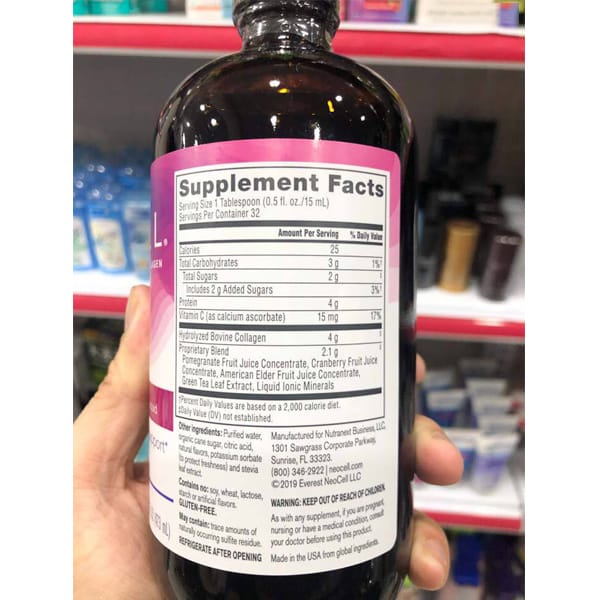 L®
AGEN
Supplement Facts
Serving Size 1 Tablespoon (0.5 fl. oz./15 mL)
Servings Per Container 32
Amount Per Serving % Daily Value
Calories 25
Total Carbohydrates 3 g 1%†
Total Sugars 2 g ‡
Includes 2 g Added Sugars 3%†
Protein 4 g
Vitamin C (as calcium ascorbate) 15 mg 17%
Hydrolyzed Bovine Collagen 4 g ‡
Proprietary Blend 2.1 g ‡
Pomegranate Fruit Juice Concentrate, Cranberry Fruit Juice
Concentrate, American Elder Fruit Juice Concentrate,
Green Tea Leaf Extract, Liquid Ionic Minerals
†Percent Daily Values are based on a 2,000 calorie diet.
‡Daily Value (DV) not established.
Other ingredients: Purified water,
organic cane sugar, citric acid,
natural flavors, potassium sorbate
(to protect freshness) and stevia
leaf extract.
Contains no: soy, wheat, lactose,
starch or artificial flavors.
GLUTEN-FREE.
May contain: trace amounts of
naturally occurring sulfite residue.
REFRIGERATE AFTER OPENING
Manufactured for Nutranext Business, LLC.
1301 Sawgrass Corporate Parkway,
Sunrise, FL 33323.
(800) 346-2922 | neocell.com
©2019 Everest NeoCell LLC
WARNING: KEEP OUT OF REACH OF CHILDREN.
As with any supplement, if you are pregnant,
nursing or have a medical condition, consult
your doctor before using this product.
Made in the USA from global ingredients.